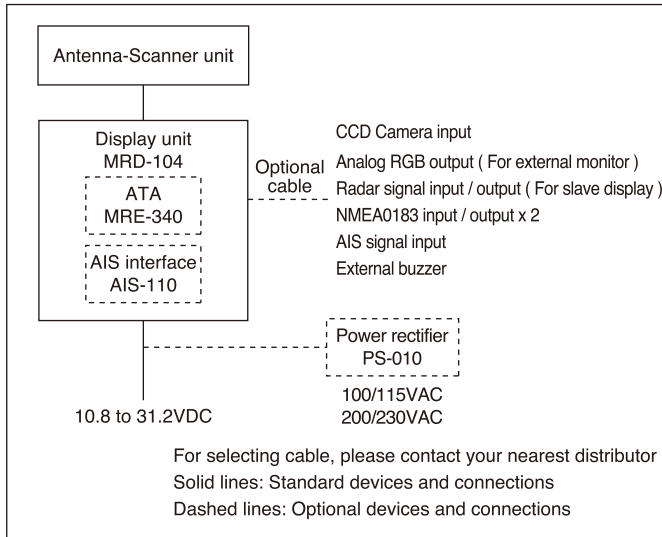 Antenna-Scanner unit
Display unit
MRD-104
ATA
MRE-340
AIS interface
AIS-110
Optional
cable
CCD Camera input
Analog RGB output ( For external monitor )
Radar signal input / output ( For slave display )
NMEA0183 input / output x 2
AIS signal input
External buzzer
Power rectifier
PS-010
100/115VAC
200/230VAC
10.8 to 31.2VDC
For selecting cable, please contact your nearest distributor
Solid lines: Standard devices and connections
Dashed lines: Optional devices and connections